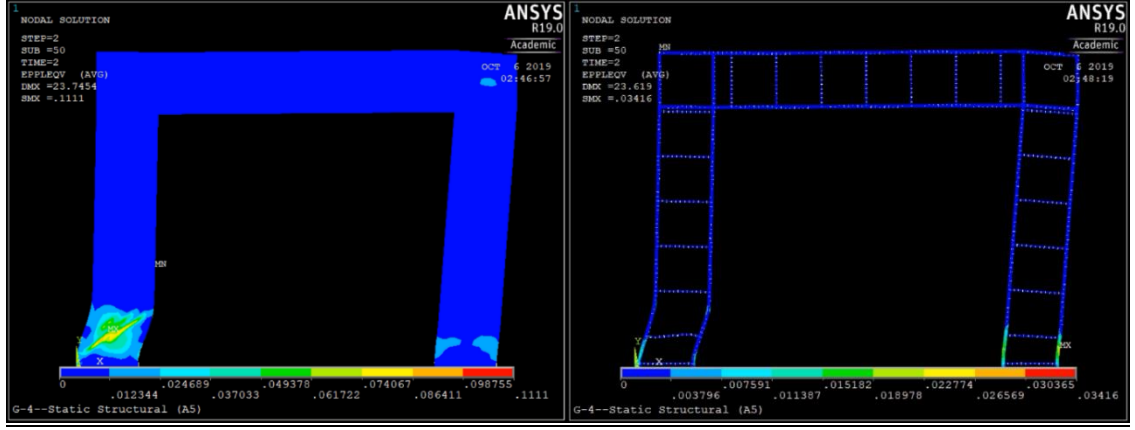 1
NODAL SOLUTION
STEP=2
SUB =50
TIME=2
EPPLEQV (AVG)
DMX =23.7454
SMX =.1111
ANSYS
R19.0
Academic
OCT 6 2019
02:46:57
MN
MX
Y
X
0 .024689 .049378 .074067 .098755
.012344 .037033 .061722 .086411 .1111
G-4--Static Structural (A5)
1
NODAL SOLUTION
STEP=2
SUB =50
TIME=2
EPPLEQV (AVG)
DMX =23.619
SMX =.03416
ANSYS
R19.0
Academic
OCT 6 2019
02:48:19
MN
MX
Y
X
0 .007591 .015182 .022774 .030365
.003796 .011387 .018978 .026569 .03416
G-4--Static Structural (A5)